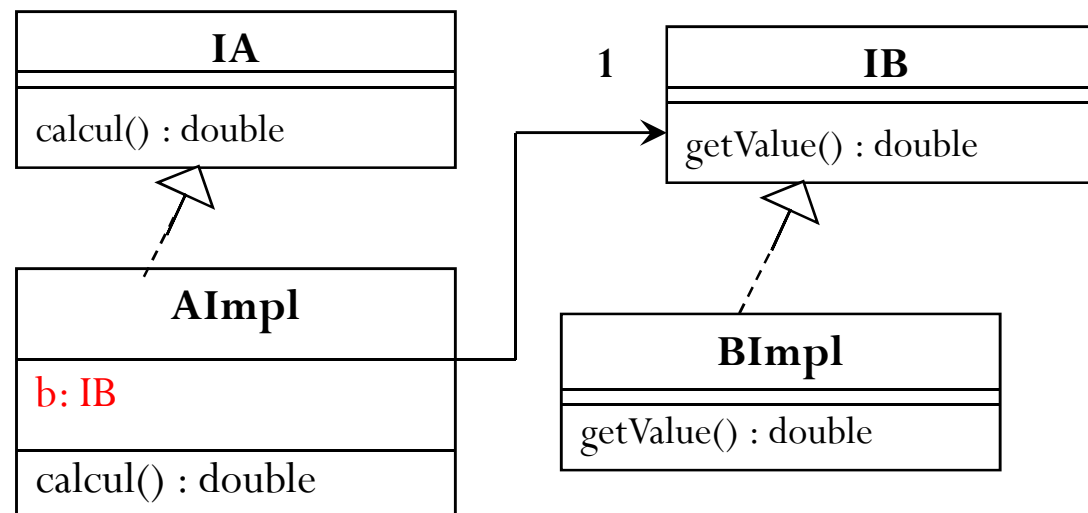 IA
calcul() : double
1
IB
getValue() : double
AImpl
b: IB
calcul() : double
BImpl
getValue() : double